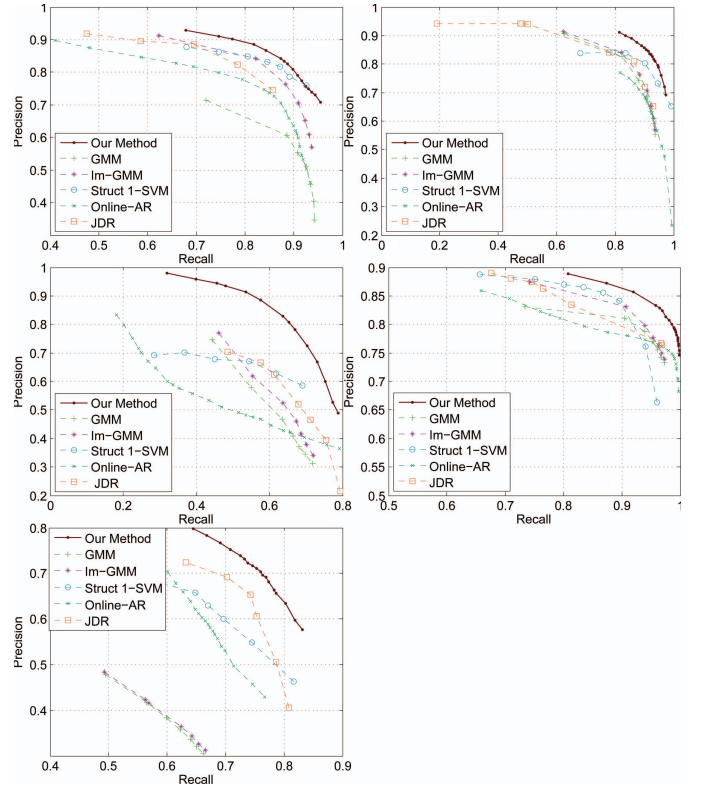 1
0.9
0.8
0.7
0.6
0.5
0.4
Precision
Our Method
GMM
Im-GMM
Struct 1-SVM
Online-AR
JDR
0.4 0.5 0.6 0.7 0.8 0.9 1
Recall
1
0.9
0.8
0.7
0.6
0.5
0.4
0.3
0.2
Precision
Our Method
GMM
Im-GMM
Struct 1-SVM
Online-AR
JDR
0 0.2 0.4 0.6 0.8 1
Recall
1
0.9
0.8
0.7
0.6
0.5
0.4
0.3
0.2
Precision
Our Method
GMM
Im-GMM
Struct 1-SVM
Online-AR
JDR
0 0.2 0.4 0.6 0.8
Recall
0.9
0.85
0.8
0.75
0.7
0.65
0.6
0.55
0.5
Precision
Our Method
GMM
Im-GMM
Struct 1-SVM
Online-AR
JDR
0.5 0.6 0.7 0.8 0.9 1
Recall
0.8
0.7
0.6
0.5
0.4
Precision
Our Method
GMM
Im-GMM
Struct 1-SVM
Online-AR
JDR
0.4 0.5 0.6 0.7 0.8 0.9
Recall